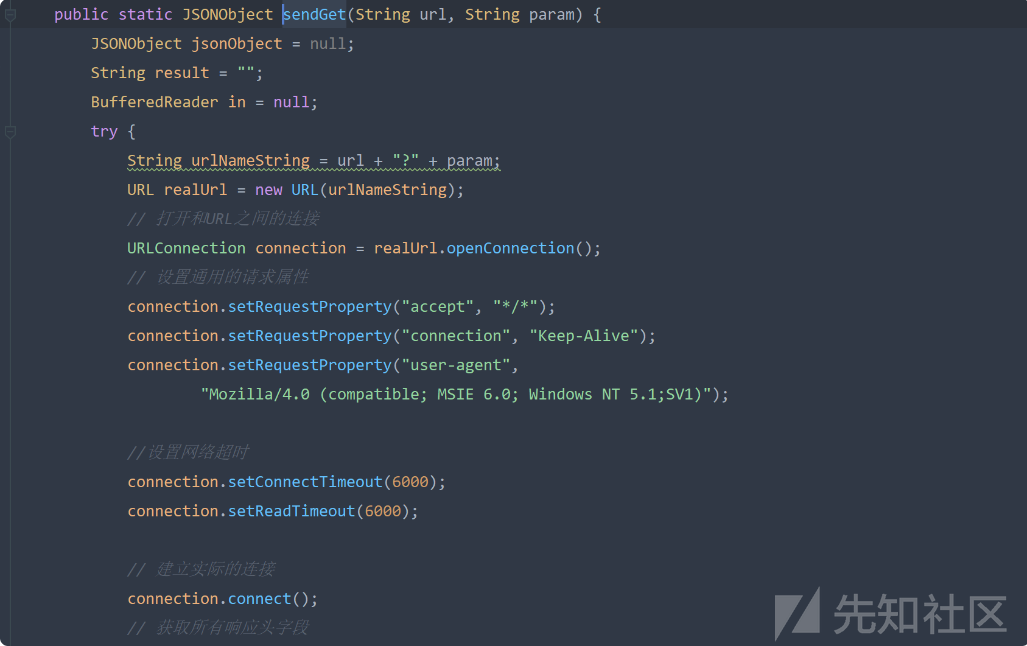 public static JSONObject sendGet(String url, String param) {
JSONObject jsonObject = null;
String result = "";
BufferedReader in = null;
try {
String urlNameString = url + "?" + param;
URL realUrl = new URL(urlNameString);
// 打开和URL之间的连接
URLConnection connection = realUrl.openConnection();
// 设置通用的请求属性
connection.setRequestProperty("accept", "*/*");
connection.setRequestProperty("connection", "Keep-Alive");
connection.setRequestProperty("user-agent",
"Mozilla/4.0 (compatible; MSIE 6.0; Windows NT 5.1;SV1)");
//设置网络超时
connection.setConnectTimeout(6000);
connection.setReadTimeout(6000);
// 建立实际的连接
connection.connect();
// 获取所有响应头字段
先知社区